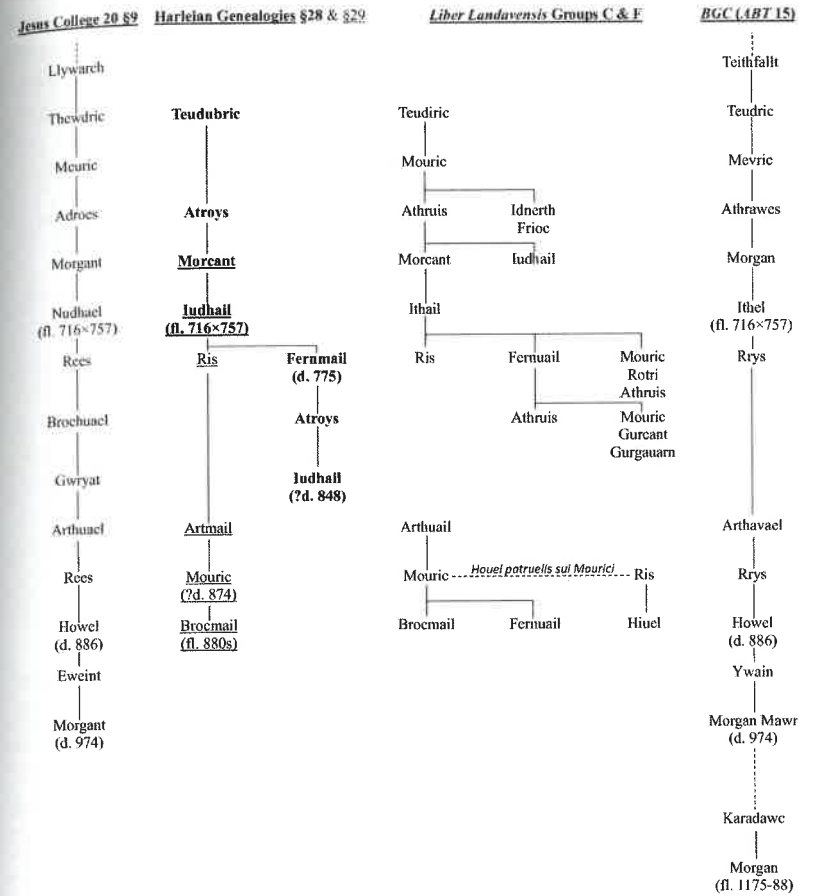 Jesus College 20 §9
Llywarch
Thewdric
Meuric
Adroes
Morgant
Nudhael
(fl. 716×757)
Rees
Brochuael
Gwryat
Arthuael
Rees
Howel
(d. 886)
Eweint
Morgant
(d. 974)
Harleian Genealogies §28 & §29
Teudubric
Atroys
Morcant
Iudhail
(fl. 716×757)
Ris
Fernmail
(d. 775)
Atroys
Iudhail
(?d. 848)
Artmail
Mouric
(?d. 874)
Brocmail
(fl. 880s)
Liber Landavensis Groups C & F
Teudiric
Mouric
Athruis
Idnerth
Frioc
Morcant
Iudhail
Ithail
Ris
Fernuail
Mouric
Rotri
Athruis
Athruis
Mouric
Gurcant
Gurgauarn
Arthuail
Mouric
Houel patruelis sui Mourici
Ris
Brocmail
Fernuail
Hiuel
BGC (ABT 15)
Teithfallt
Teudric
Mevric
Athrawes
Morgan
Ithel
(fl. 716×757)
Rrys
Arthavael
Rrys
Howel
(d. 886)
Ywain
Morgan Mawr
(d. 974)
Karadawc
Morgan
(fl. 1175-88)